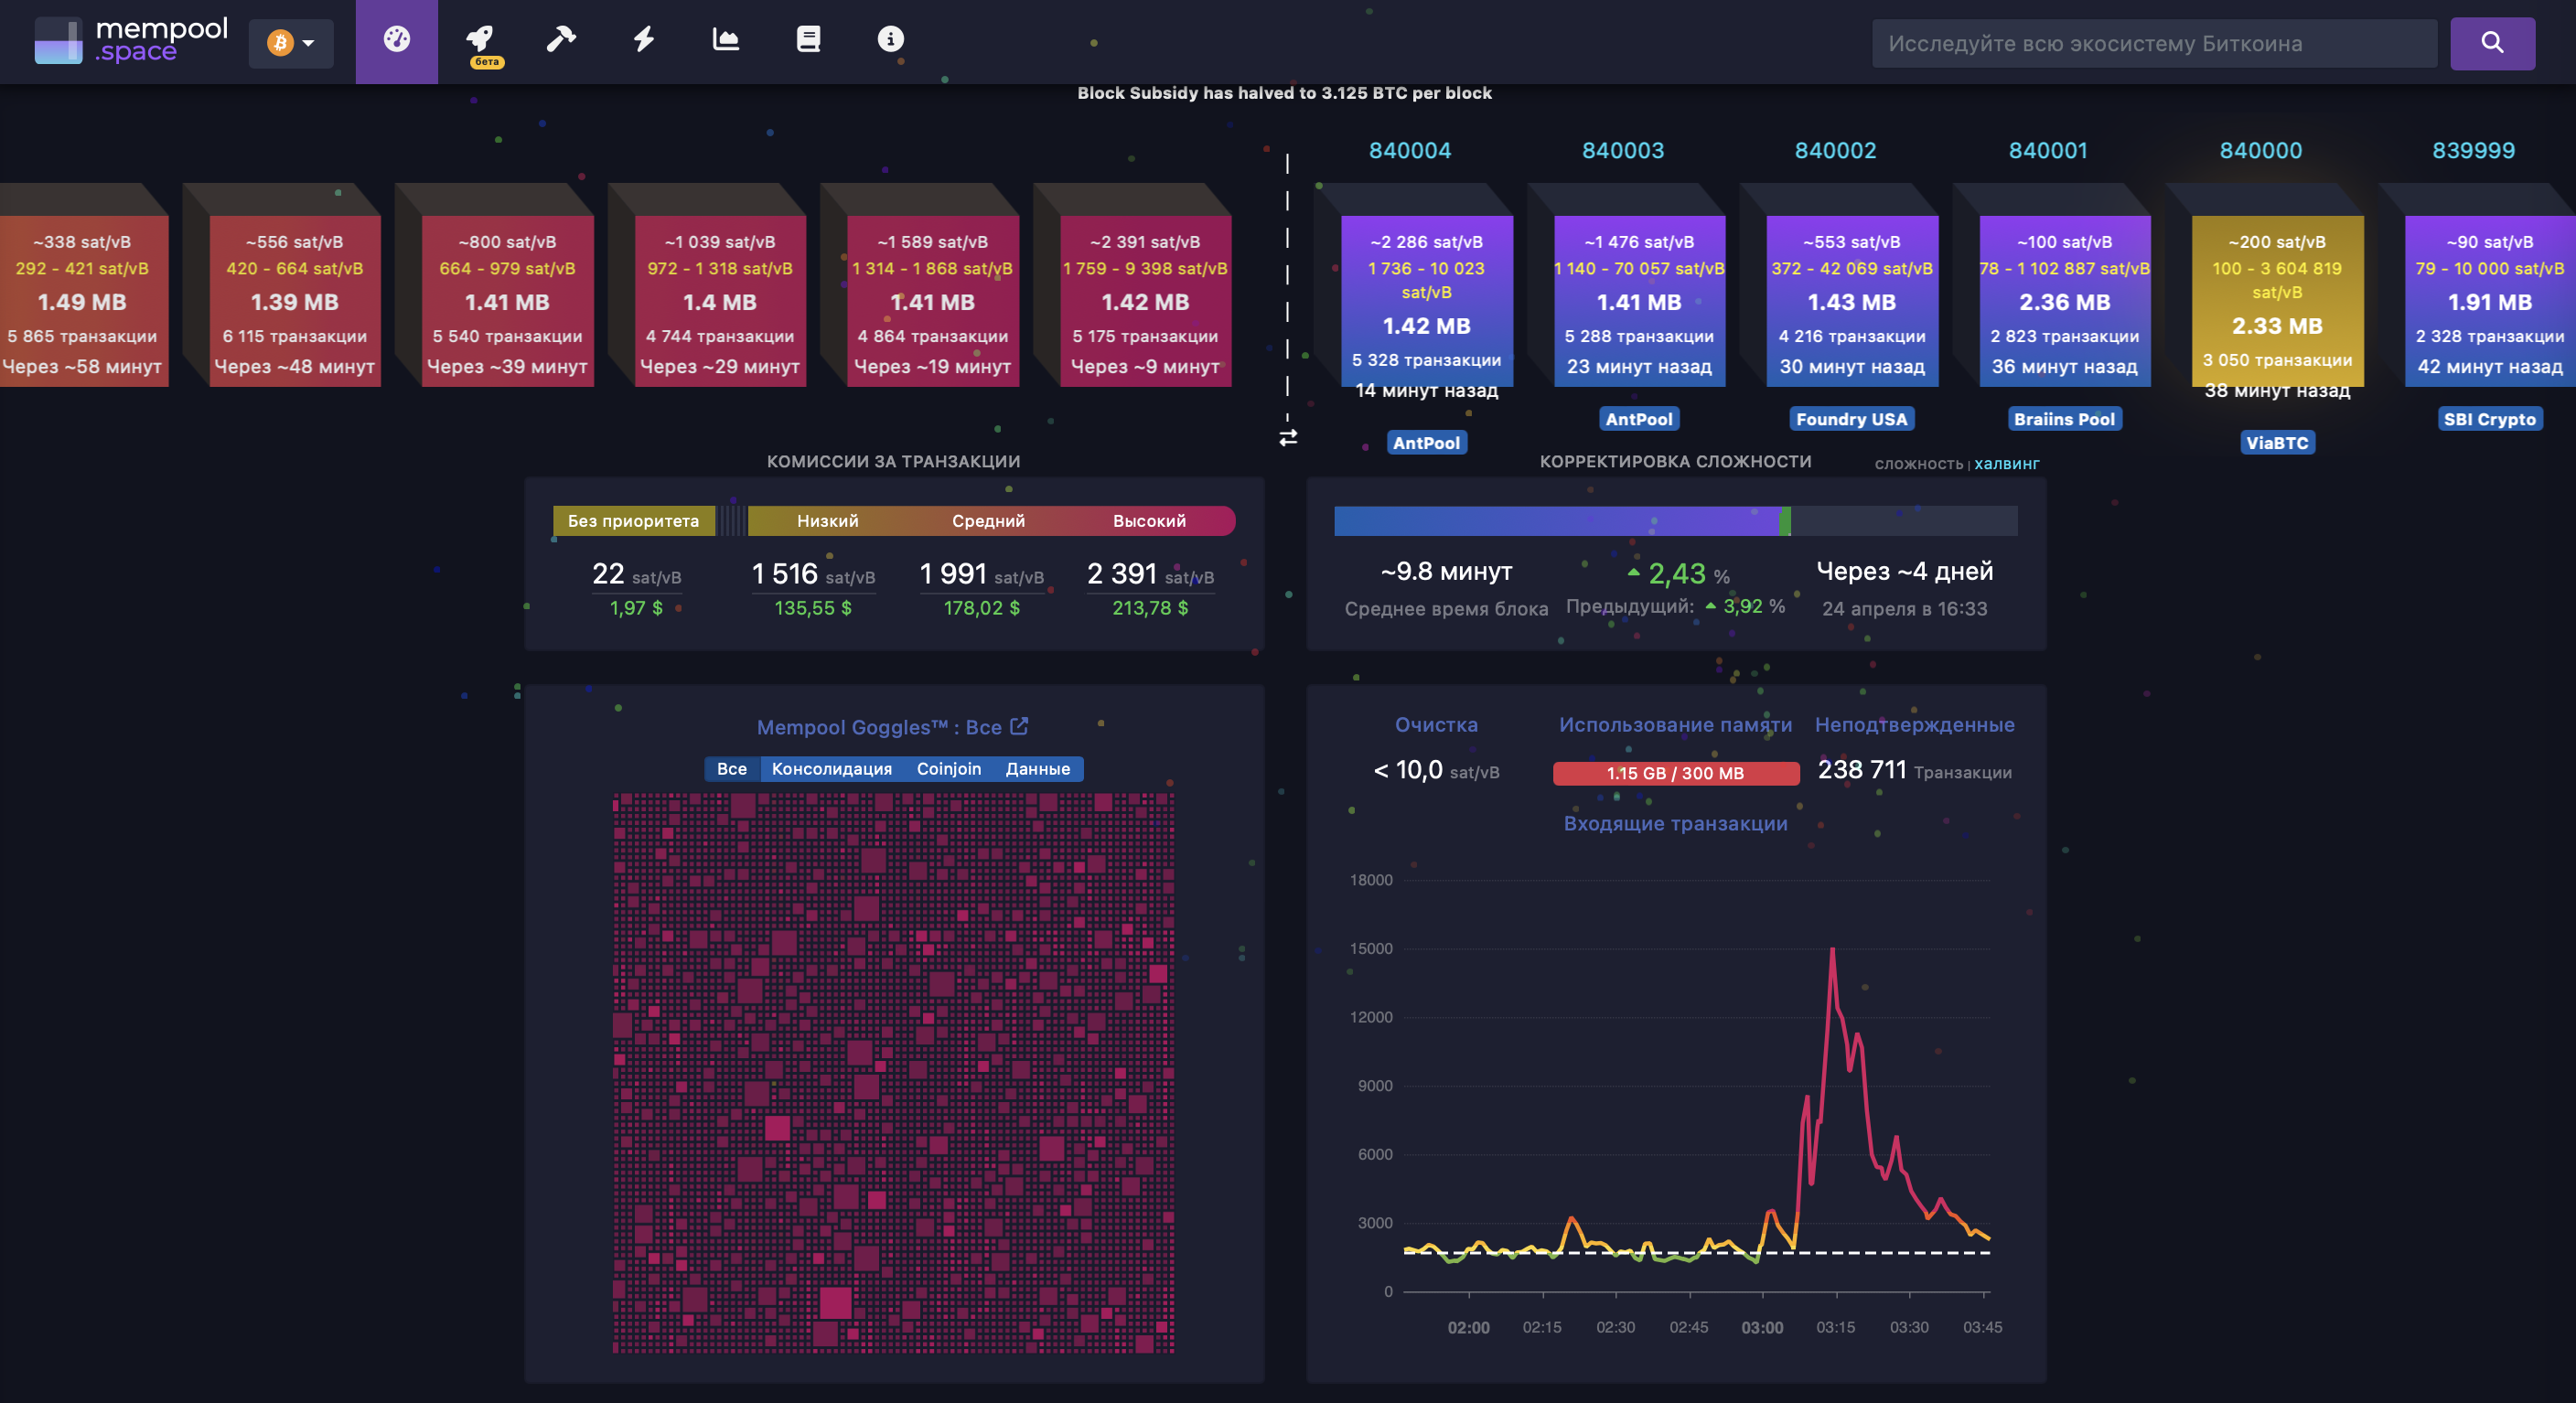 mempool
.space
бета
Исследуйте всю экосистему Биткоина
Block Subsidy has halved to 3.125 BTC per block
840004 840003 840002 840001 840000 839999
~338 sat/vB
292 - 421 sat/vB
1.49 MB
5 865 транзакции
Через ~58 минут
~556 sat/vB
420 - 664 sat/vB
1.39 MB
6 115 транзакции
Через ~48 минут
~800 sat/vB
664 - 979 sat/vB
1.41 MB
5 540 транзакции
Через ~39 минут
~1 039 sat/vB
972 - 1 318 sat/vB
1.4 MB
4 744 транзакции
Через ~29 минут
~1 589 sat/vB
1 314 - 1 868 sat/vB
1.41 MB
4 864 транзакции
Через ~19 минут
~2 391 sat/vB
1 759 - 9 398 sat/vB
1.42 MB
5 175 транзакции
Через ~9 минут
~2 286 sat/vB
1 736 - 10 023
sat/vB
1.42 MB
5 328 транзакции
14 минут назад
AntPool
~1 476 sat/vB
1 140 - 70 057 sat/vB
1.41 MB
5 288 транзакции
23 минут назад
AntPool
~553 sat/vB
372 - 42 069 sat/vB
1.43 MB
4 216 транзакции
30 минут назад
Foundry USA
~100 sat/vB
78 - 1 102 887 sat/vB
2.36 MB
2 823 транзакции
36 минут назад
Braiins Pool
~200 sat/vB
100 - 3 604 819
sat/vB
2.33 MB
3 050 транзакции
38 минут назад
ViaBTC
~90 sat/vB
79 - 10 000 sat/vB
1.91 MB
2 328 транзакции
42 минут назад
SBI Crypto
КОМИССИИ ЗА ТРАНЗАКЦИИ
Без приоритета Низкий Средний Высокий
22 sat/vB 1 516 sat/vB 1 991 sat/vB 2 391 sat/vB
1,97 $ 135,55 $ 178,02 $ 213,78 $
КОРРЕКТИРОВКА СЛОЖНОСТИ
сложность | халвинг
~9.8 минут 2,43 % Через ~4 дней
Среднее время блока Предыдущий: 3,92 % 24 апреля в 16:33
Mempool Goggles™ : Все
Все Консолидация Coinjoin Данные
Очистка Использование памяти Неподтвержденные
< 10,0 sat/vB 1.15 GB / 300 MB 238 711 Транзакции
Входящие транзакции
18000
15000
12000
9000
6000
3000
0
02:00 02:15 02:30 02:45 03:00 03:15 03:30 03:45